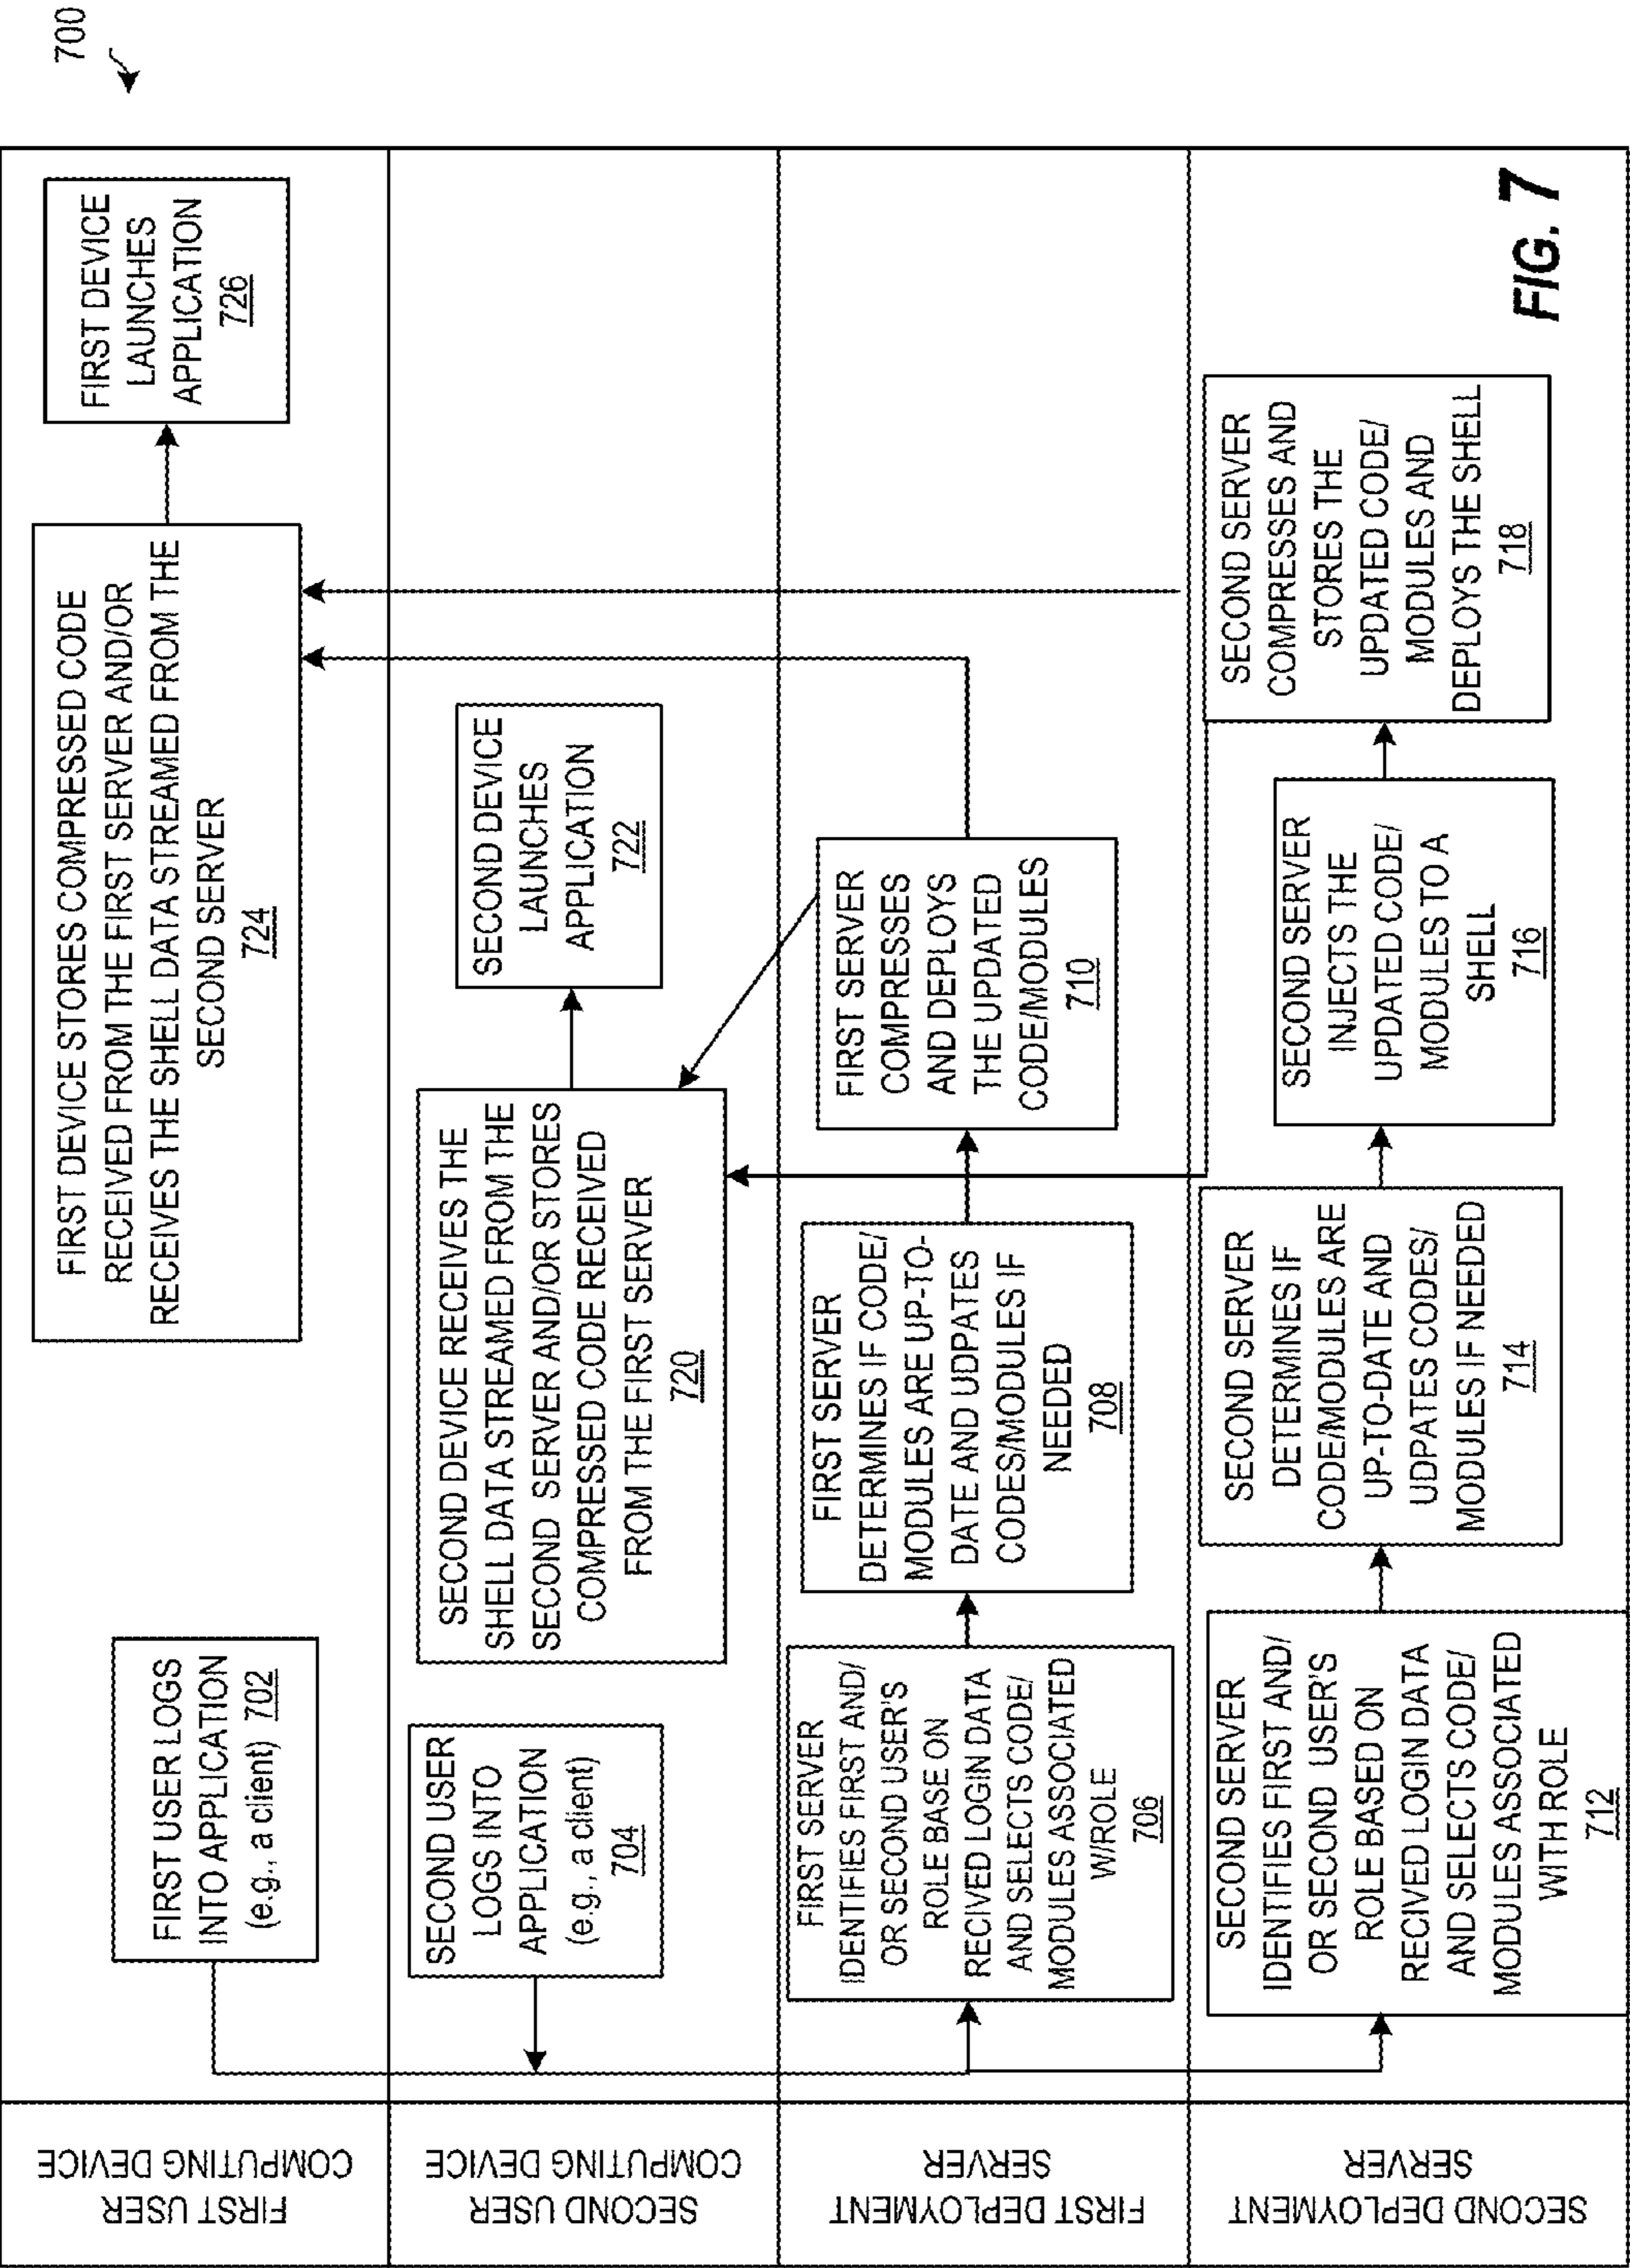 700
FIRST USER
COMPUTING DEVICE
FIRST USER LOGS
INTO APPLICATION
(e.g., a client) 702
FIRST DEVICE STORES COMPRESSED CODE
RECEIVED FROM THE FIRST SERVER AND/OR
RECEIVES THE SHELL DATA STREAMED FROM THE
SECOND SERVER
724
FIRST DEVICE
LAUNCHES
APPLICATION
726
SECOND USER
COMPUTING DEVICE
SECOND USER
LOGS INTO
APPLICATION
(e.g., a client)
704
SECOND DEVICE RECEIVES THE
SHELL DATA STREAMED FROM THE
SECOND SERVER AND/OR STORES
COMPRESSED CODE RECEIVED
FROM THE FIRST SERVER
720
SECOND DEVICE
LAUNCHES
APPLICATION
722
FIRST DEPLOYMENT
SERVER
FIRST SERVER
IDENTIFIES FIRST AND/
OR SECOND USER'S
ROLE BASE ON
RECIVED LOGIN DATA
AND SELECTS CODE/
MODULES ASSOCIATED
W/ROLE
706
FIRST SERVER
DETERMINES IF CODE/
MODULES ARE UP-TO-
DATE AND UDPATES
CODES/MODULES IF
NEEDED
708
FIRST SERVER
COMPRESSES
AND DEPLOYS
THE UPDATED
CODE/MODULES
710
SECOND DEPLOYMENT
SERVER
SECOND SERVER
IDENTIFIES FIRST AND/
OR SECOND USER'S
ROLE BASED ON
RECIVED LOGIN DATA
AND SELECTS CODE/
MODULES ASSOCIATED
WITH ROLE
712
SECOND SERVER
DETERMINES IF
CODE/MODULES ARE
UP-TO-DATE AND
UDPATES CODES/
MODULES IF NEEDED
714
SECOND SERVER
INJECTS THE
UPDATED CODE/
MODULES TO A
SHELL
716
SECOND SERVER
COMPRESSES AND
STORES THE
UPDATED CODE/
MODULES AND
DEPLOYS THE SHELL
718
FIG. 7